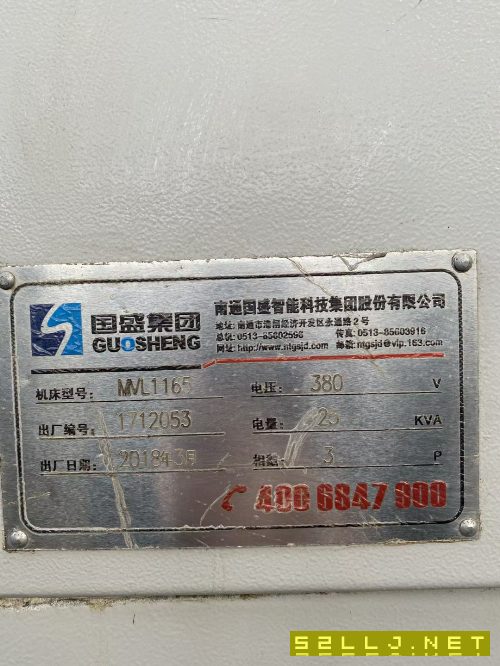 国盛集团
GUOSHENG
南通国盛智能科技集团股份有限公司
地址: 南通市港闸经济开发区永通路2号
总机: 0513-85602596 传真: 0513-85603916
网址: http://www.ntgsjd.com 邮箱: ntgsjd@vip.163.com
机床型号: MVL1165 电压: 380 V
出厂编号: 1712053 电量: 25 KVA
出厂日期: 2018年3月 相数: 3 P
400 6847 900
52LLJ.NET